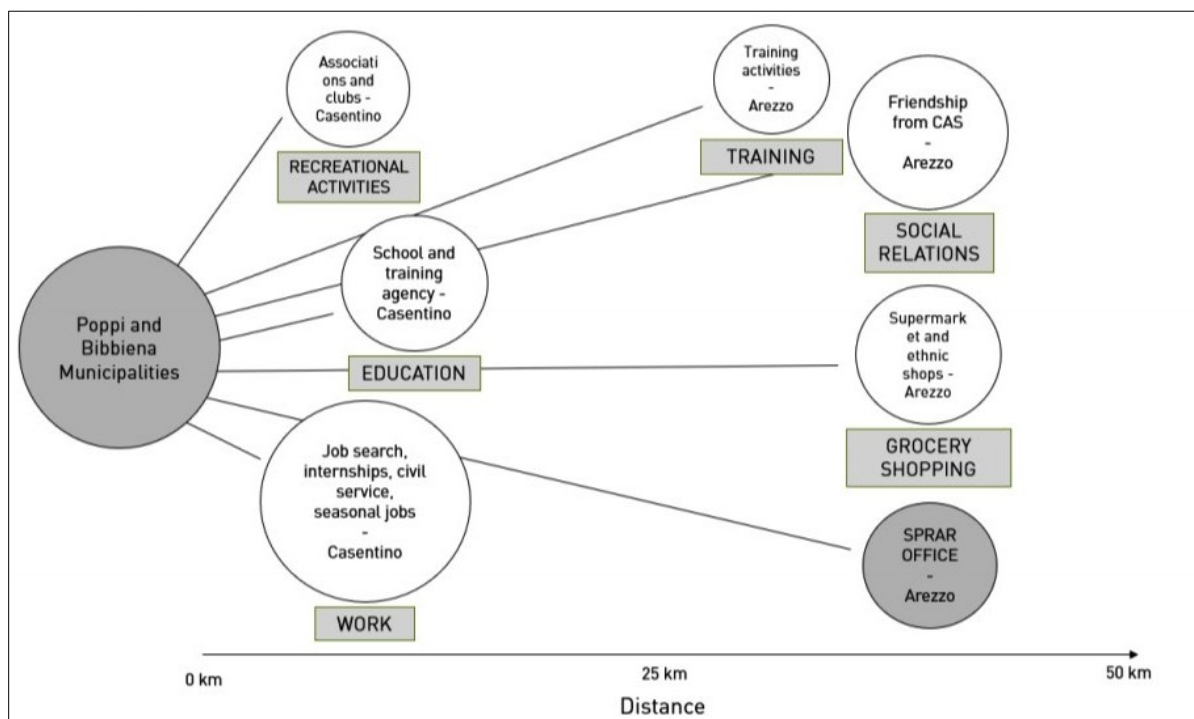 Associati
ons and
clubs -
Casentino
RECREATIONAL
ACTIVITIES
Training
activities
-
Arezzo
TRAINING
Friendship
from CAS
-
Arezzo
SOCIAL
RELATIONS
School and
training
agency -
Casentino
EDUCATION
Poppi and
Bibbiena
Municipalities
Supermark
et and
ethnic
shops -
Arezzo
GROCERY
SHOPPING
Job search,
internships, civil
service,
seasonal jobs
-
Casentino
WORK
SPRAR
OFFICE
-
Arezzo
0 km
25 km
50 km
Distance